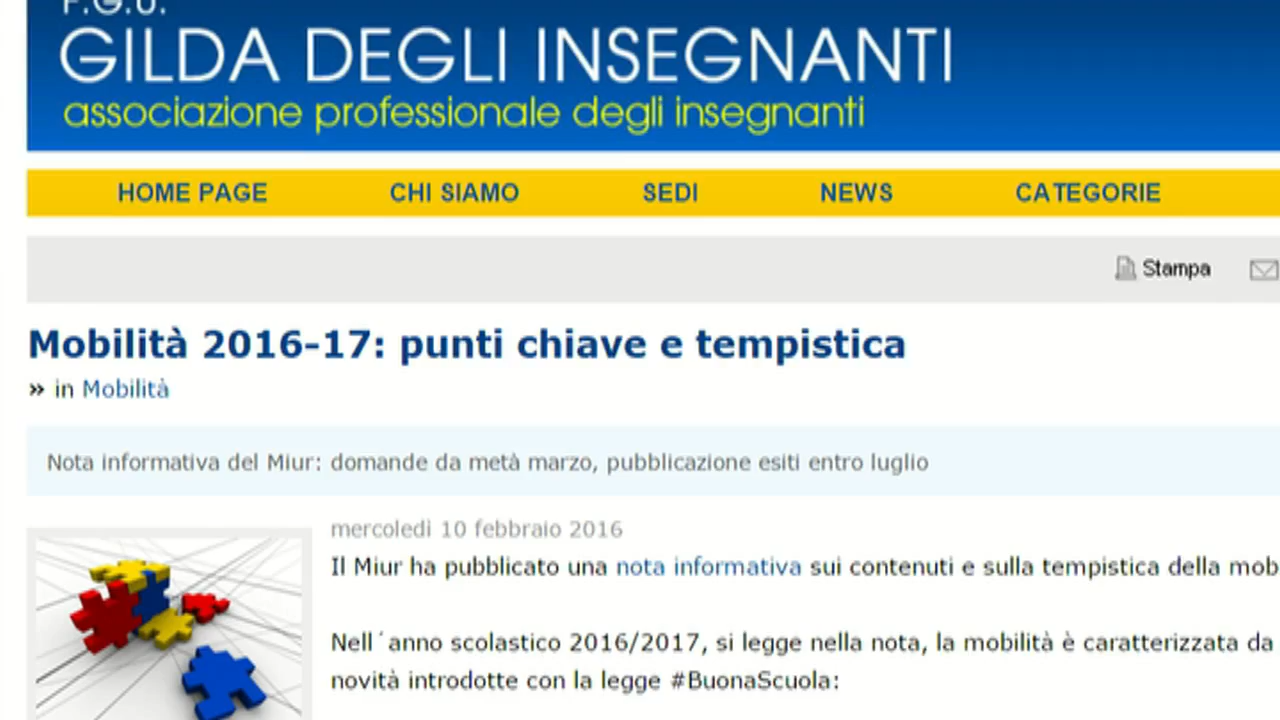 F.G.U.
GILDA DEGLI INSEGNANTI
associazione professionale degli insegnanti
HOME PAGE CHI SIAMO SEDI NEWS CATEGORIE
Stampa
Mobilità 2016-17: punti chiave e tempistica
» in Mobilità
Nota informativa del Miur: domande da metà marzo, pubblicazione esiti entro luglio
mercoledì 10 febbraio 2016
Il Miur ha pubblicato una nota informativa sui contenuti e sulla tempistica della mob
Nell´anno scolastico 2016/2017, si legge nella nota, la mobilità è caratterizzata da
novità introdotte con la legge #BuonaScuola: